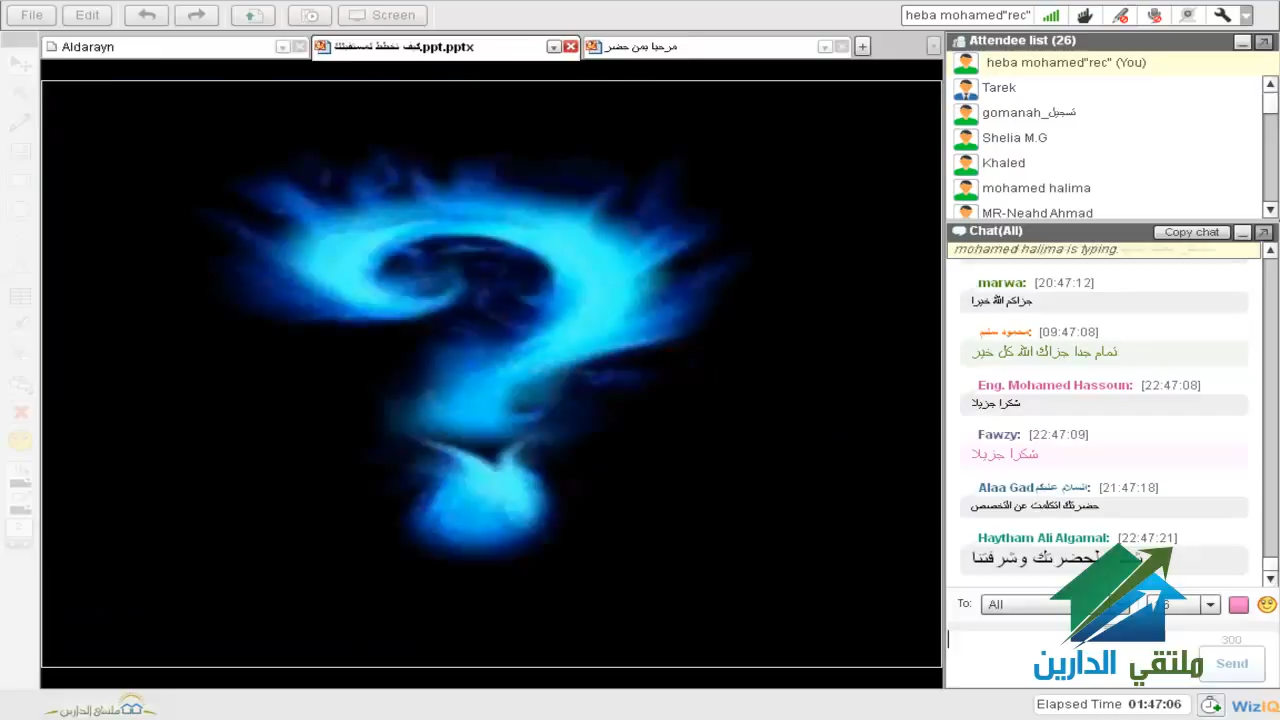 File
Edit
Screen
heba mohamed"rec"
Aldarayn
كيف تخطط لمستقبلك.ppt.pptx
مرحبا بمن حضر
Attendee list (26)
heba mohamed"rec" (You)
Tarek
gomanah_تسجيل
Shelia M.G
Khaled
mohamed halima
MR-Neahd Ahmad
Chat(All)
Copy chat
mohamed halima is typing.
marwa: [20:47:12]
جزاكم الله خيرا
محمود سليم: [09:47:08]
تمام جدا جزاك الله كل خير
Eng. Mohamed Hassoun: [22:47:08]
شكرا جزيلا
Fawzy: [22:47:09]
شكرا جزيلا
Alaa Gad السلام عليكم: [21:47:18]
حضرتك اتكلمت عن التخصص
Haytham Ali Algamal: [22:47:21]
لحضرتك وشرفتنا
To: All
300
Send
ملتقي الدارين
ملتقى الدارين
Elapsed Time 01:47:06
WizIQ